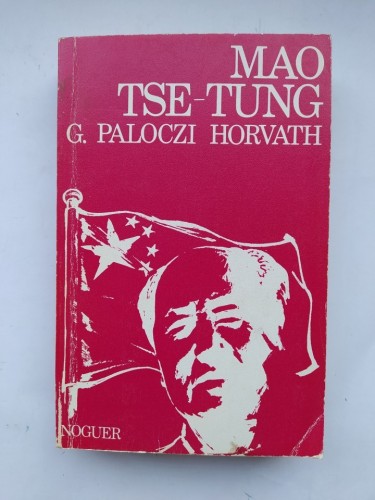 MAO
TSE-TUNG
G. PALOCZI HORVATH
NOGUER